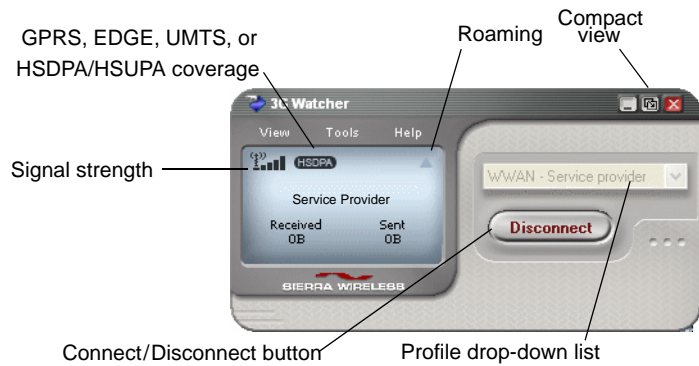 GPRS, EDGE, UMTS, or
HSDPA/HSUPA coverage
Roaming
Compact
view
3G Watcher
View Tools Help
Signal strength
HSDPA
WWAN - Service provider
Service Provider
Received Sent
0B 0B
Disconnect
SIERRA WIRELESS
Connect/Disconnect button
Profile drop-down list